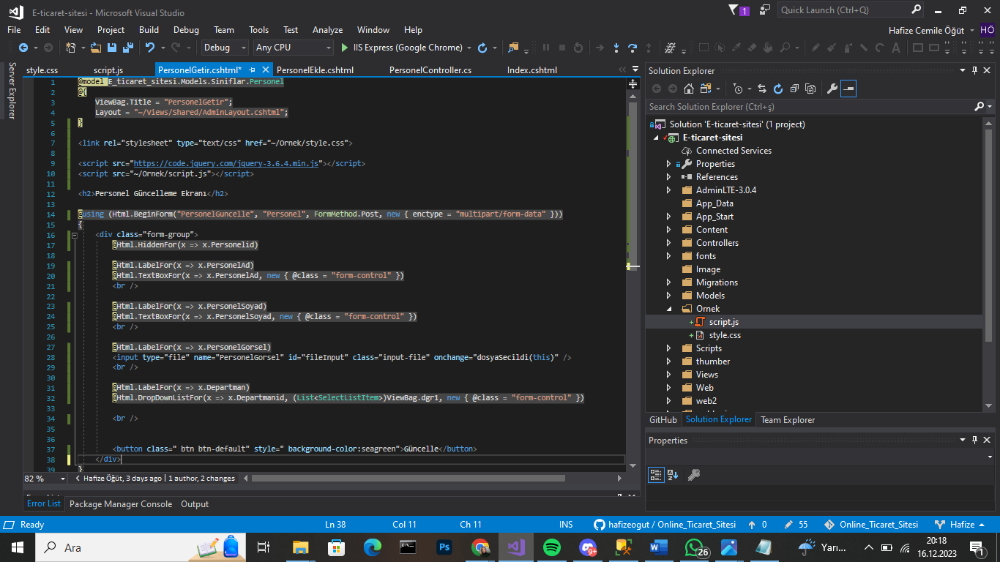 E-ticaret-sitesi - Microsoft Visual Studio
1
Quick Launch (Ctrl+Q)
File Edit View Project Build Debug Team Tools Test Analyze Window Help
Hafize Cemile Öğüt HÖ
Debug Any CPU IIS Express (Google Chrome)
Server Explorer
style.css script.js PersonelGetir.cshtml* PersonelEkle.cshtml PersonelController.cs Index.cshtml
1 @model E_ticaret_sitesi.Models.Siniflar.Personel
2 @{
3 ViewBag.Title = "PersonelGetir";
4 Layout = "~/Views/Shared/AdminLayout.cshtml";
5 }
6
7 <link rel="stylesheet" type="text/css" href="~/Ornek/style.css">
8
9 <script src="https://code.jquery.com/jquery-3.6.4.min.js"></script>
10 <script src="~/Ornek/script.js"></script>
11
12 <h2>Personel Güncelleme Ekranı</h2>
13
14 @using (Html.BeginForm("PersonelGuncelle", "Personel", FormMethod.Post, new { enctype = "multipart/form-data" }))
15 {
16 <div class="form-group">
17 @Html.HiddenFor(x => x.Personelid)
18
19 @Html.LabelFor(x => x.PersonelAd)
20 @Html.TextBoxFor(x => x.PersonelAd, new { @class = "form-control" })
21 <br />
22
23 @Html.LabelFor(x => x.PersonelSoyad)
24 @Html.TextBoxFor(x => x.PersonelSoyad, new { @class = "form-control" })
25 <br />
26
27 @Html.LabelFor(x => x.PersonelGorsel)
28 <input type="file" name="PersonelGorsel" id="fileInput" class="input-file" onchange="dosyaSecildi(this)" />
29 <br />
30
31 @Html.LabelFor(x => x.Departman)
32 @Html.DropDownListFor(x => x.Departmanid, (List<SelectListItem>)ViewBag.dgr1, new { @class = "form-control" })
33
34 <br />
35
36
37 <button class=" btn btn-default" style=" background-color:seagreen">Güncelle</button>
38 </div>
39 }
82 % Hafize Öğüt, 3 days ago | 1 author, 2 changes
Error List Package Manager Console Output
Solution Explorer
Search Solution Explorer (Ctrl+ş)
Solution 'E-ticaret-sitesi' (1 project)
E-ticaret-sitesi
Connected Services
Properties
References
AdminLTE-3.0.4
App_Data
App_Start
Content
Controllers
fonts
Image
Migrations
Models
Ornek
script.js
style.css
Scripts
thumber
Views
Web
web2
GitHub Solution Explorer Team Explorer
Properties
Ready Ln 38 Col 11 Ch 11 INS hafizeogut / Online_Ticaret_Sitesi 0 55 Online_Ticaret_Sitesi Hafize
Ara
Ps
9+
W
26
Yarı...
20:18
16.12.2023
1